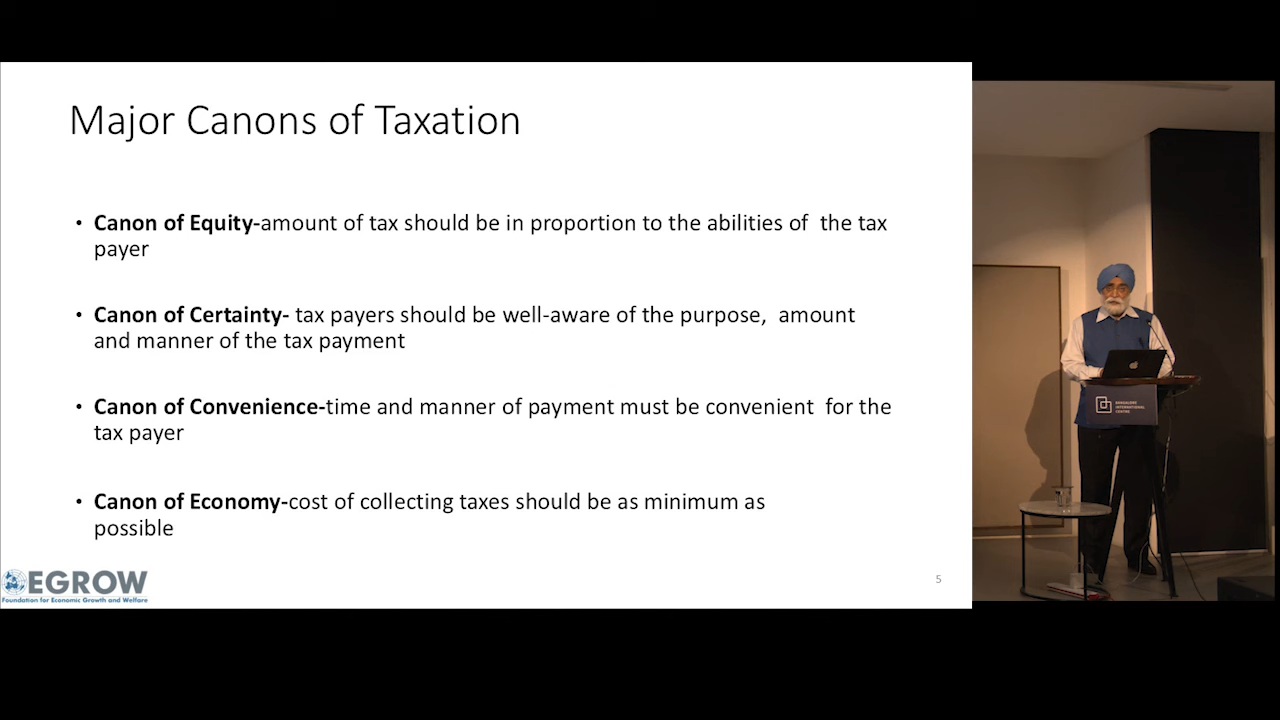 Major Canons of Taxation
• Canon of Equity-amount of tax should be in proportion to the abilities of  the tax
payer
• Canon of Certainty- tax payers should be well-aware of the purpose,  amount
and manner of the tax payment
• Canon of Convenience-time and manner of payment must be convenient  for the
tax payer
• Canon of Economy-cost of collecting taxes should be as minimum as
possible
EGROW
Foundation for Economic Growth and Welfare
5
BANGALORE
INTERNATIONAL
CENTRE